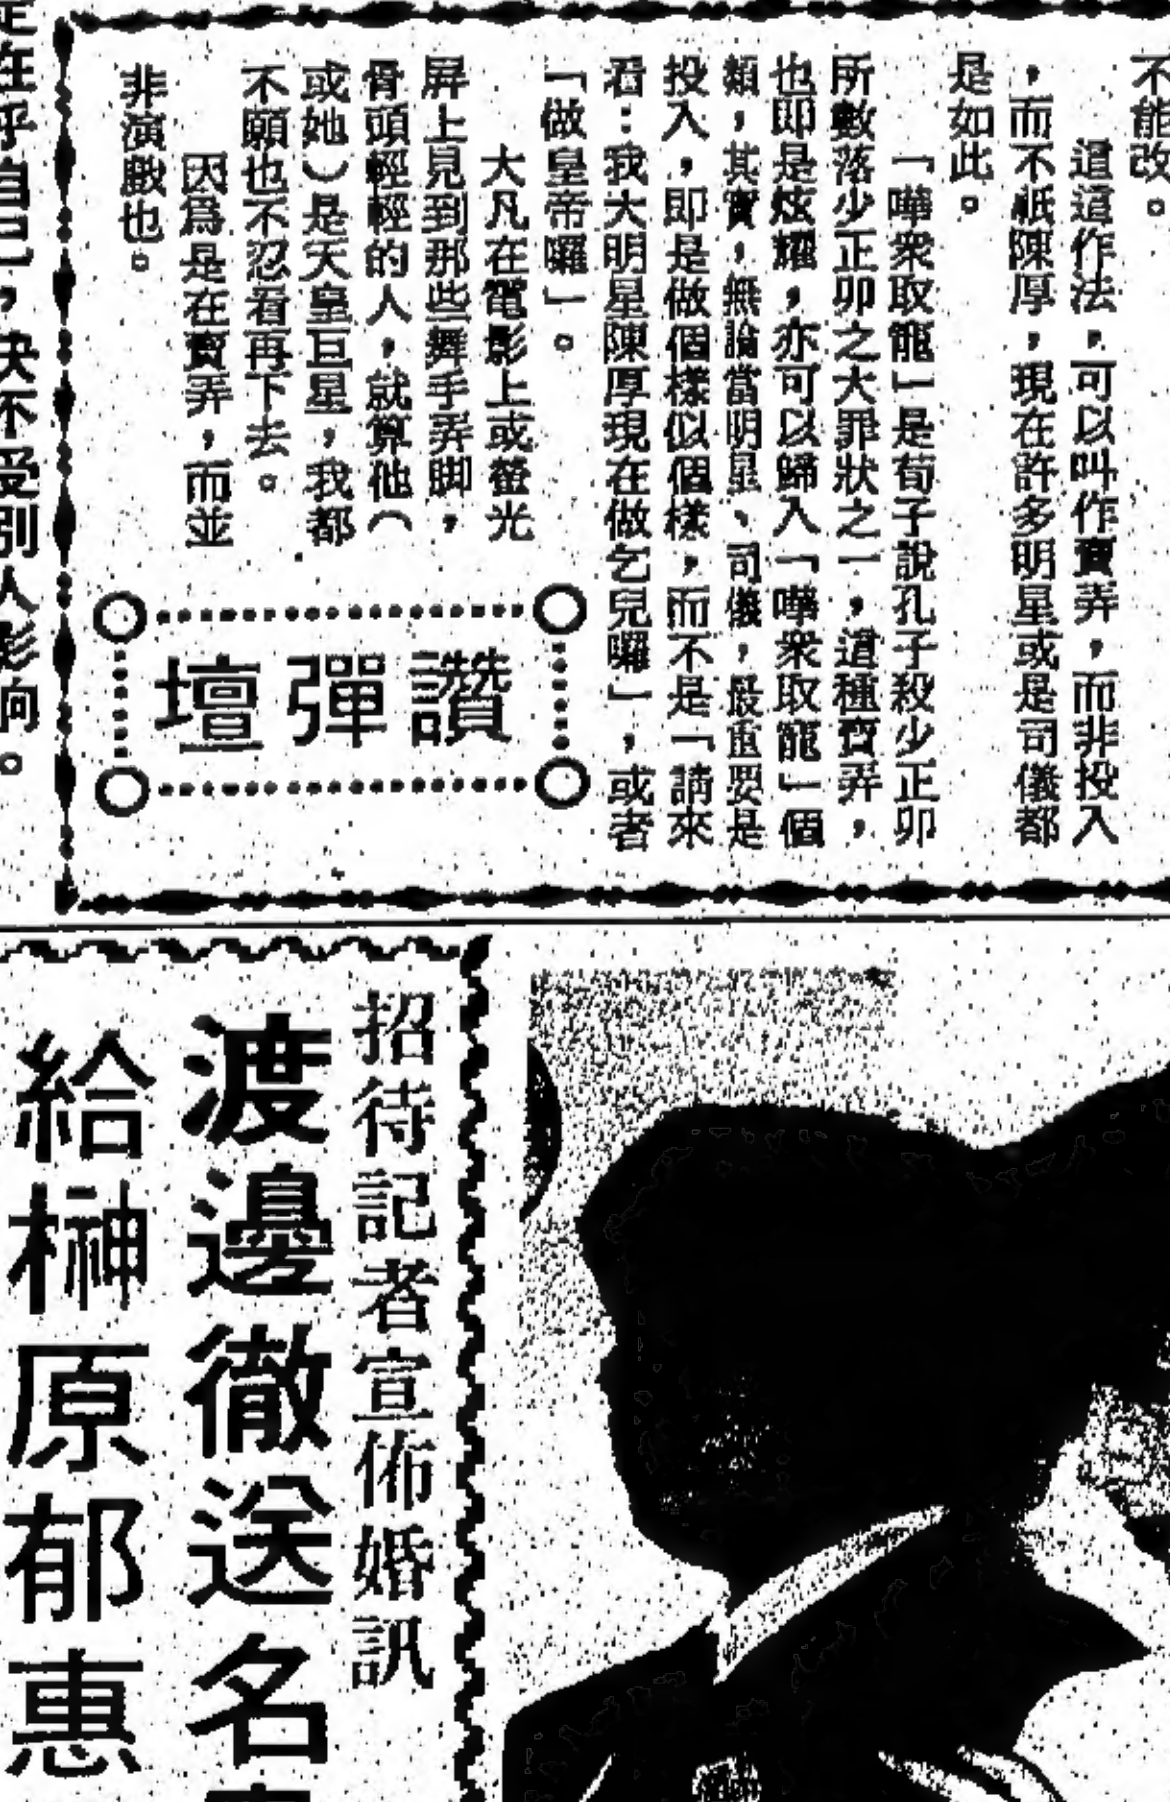 不能改。
這道作法，可以叫作賣弄，而非投入
，而不祇陳厚，現在許多明星或是司儀都
是如此。
「嘩衆取寵」是荀子說孔子殺少正卯
所數落少正卯之大罪狀之一，這種賣弄，
也即是炫耀，亦可以歸入「嘩衆取寵」個
類，其實，無論當明星、司儀，最重要是
投入，即是做個樣似個樣，而不是「請來
看：我大明星陳厚現在做乞兒囉」，或者
「做皇帝囉」。
大凡在電影上或螢光
屏上見到那些舞手弄脚，
骨頭輕輕的人，就算他（
或她）是天皇巨星，我都
不願也不忍看再下去。
因爲是在賣弄，而並
非演戲也。
讚彈壇
在乎自己，決不受別人影响。
招待記者宣佈婚訊
渡邊徹送名
給榊原郁惠